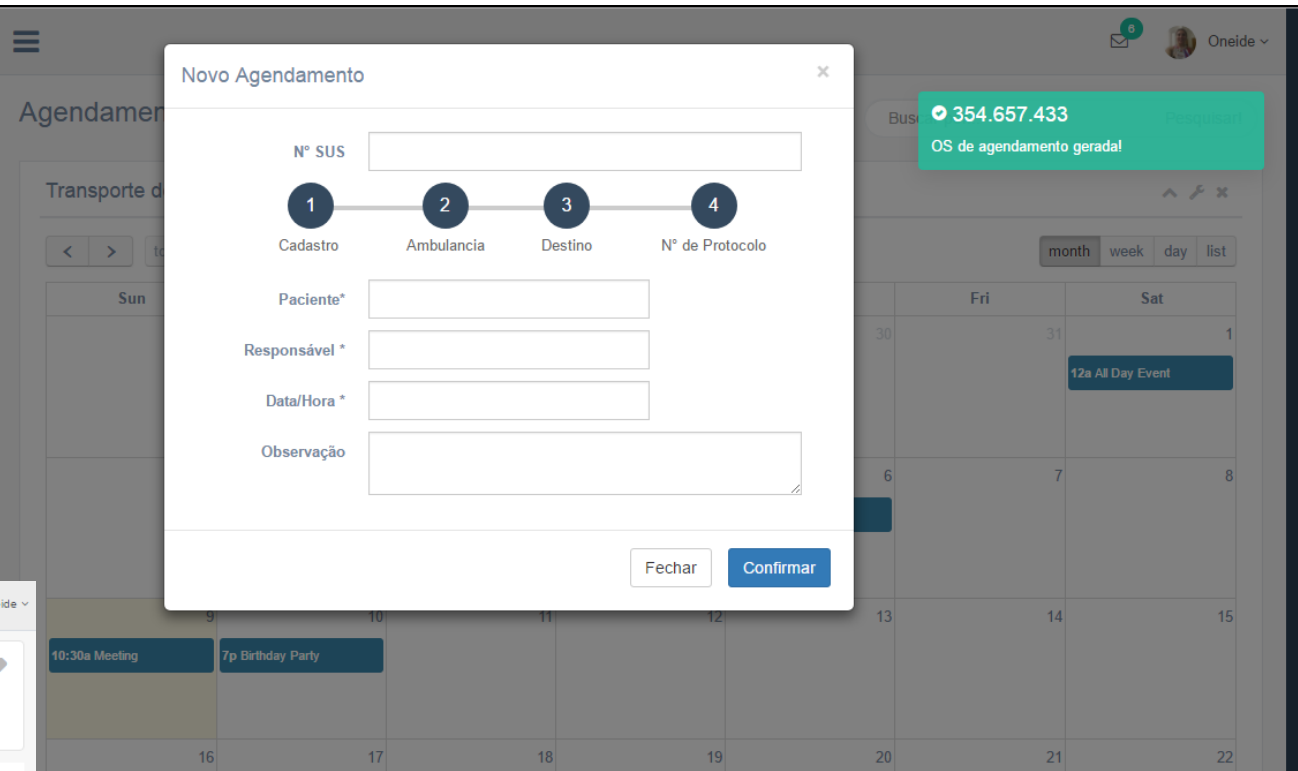 6
Oneide
Novo Agendamento
×
354.657.433
OS de agendamento gerada!
N° SUS
Transporte d
1 2 3 4
Cadastro Ambulancia Destino N° de Protocolo
month week day list
Sun Fri Sat
Paciente*
30 31 1
Responsável *
12a All Day Event
Data/Hora *
Observação
6 7 8
Fechar Confirmar
ide
9 10 11 12 13 14 15
10:30a Meeting 7p Birthday Party
16 17 18 19 20 21 22